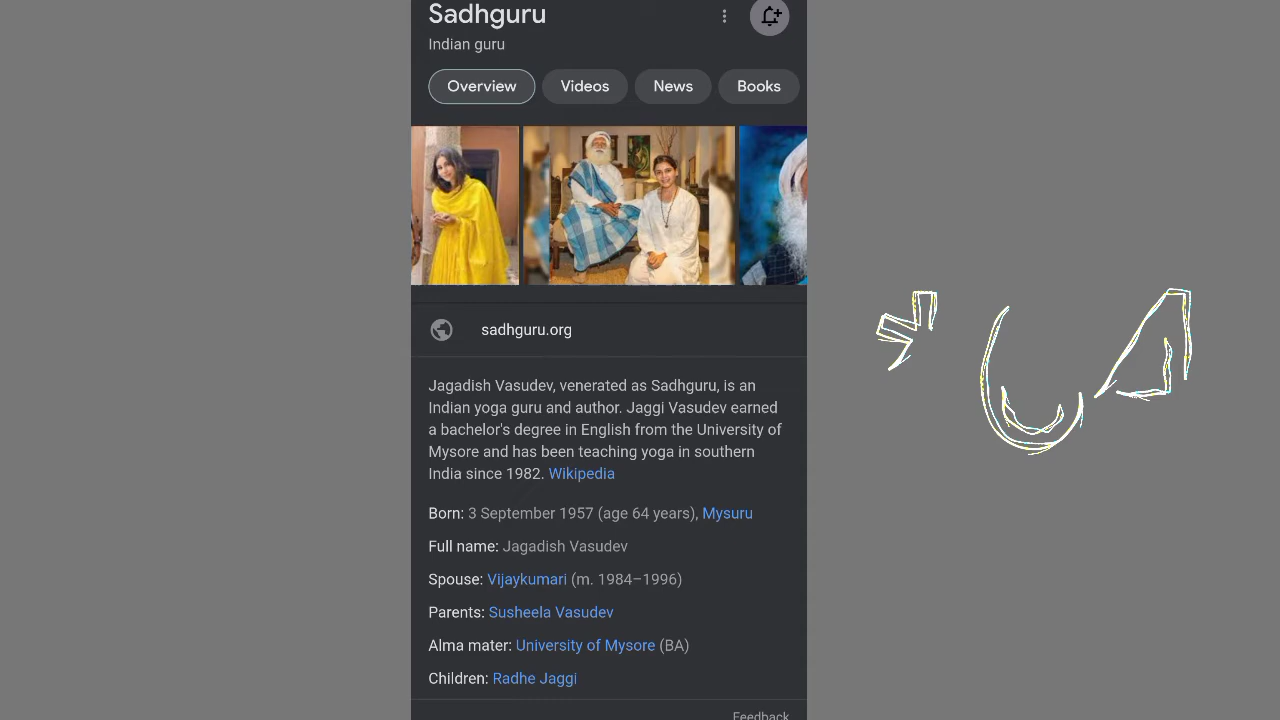 Sadhguru
Indian guru
Overview Videos News Books
sadhguru.org
Jagadish Vasudev, venerated as Sadhguru, is an
Indian yoga guru and author. Jaggi Vasudev earned
a bachelor's degree in English from the University of
Mysore and has been teaching yoga in southern
India since 1982. Wikipedia
Born: 3 September 1957 (age 64 years), Mysuru
Full name: Jagadish Vasudev
Spouse: Vijaykumari (m. 1984–1996)
Parents: Susheela Vasudev
Alma mater: University of Mysore (BA)
Children: Radhe Jaggi
Feedback